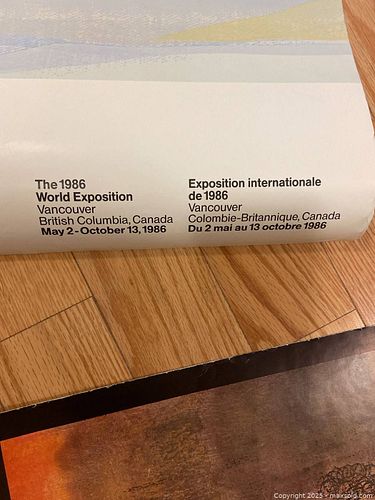 The 1986
World Exposition
Vancouver
British Columbia, Canada
May 2 - October 13, 1986
Exposition internationale
de 1986
Vancouver
Colombie-Britannique, Canada
Du 2 mai au 13 octobre 1986
Copyright 2025 - maxsold.com